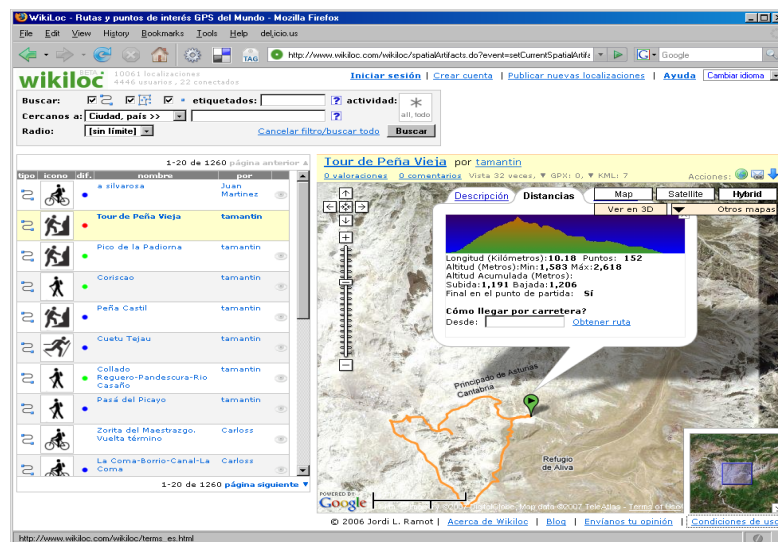 WikiLoc - Rutas y puntos de interés GPS del Mundo - Mozilla Firefox
File Edit View History Bookmarks Tools Help del.icio.us
TAG
http://www.wikiloc.com/wikiloc/spatialArtifacts.do?event=setCurrentSpatialArtifa
G Google
wikiloc BETA
10061 localizaciones
4446 usuarios, 22 conectados
Iniciar sesión | Crear cuenta | Publicar nuevas localizaciones | Ayuda Cambiar idioma
Buscar: etiquetados: ? actividad: all, todo
Cercanos a: Ciudad, país >> ?
Radio: [sin límite] Cancelar filtro/buscar todo Buscar
1-20 de 1260 página anterior
tipo icono dif. nombre por
a silvarosa Juan Martinez
Tour de Peña Vieja tamantin
Pico de la Padiorna tamantin
Coriscao tamantin
Peña Castil tamantin
Cuetu Tejau tamantin
Collado Reguero-Pandescura-Rio Casaño tamantin
Pasá del Picayo tamantin
Zorita del Maestrazgo. Vuelta término Carloss
La Coma-Borrio-Canal-La Coma Carloss
1-20 de 1260 página siguiente
Tour de Peña Vieja por tamantin
0 valoraciones 0 comentarios Vista 32 veces, ▼ GPX: 0, ▼ KML: 7 Acciones:
Descripción Distancias
Map Satellite Hybrid
Ver en 3D Otros mapas
Longitud (Kilómetros):10.18 Puntos: 152
Altitud (Metros):Min:1,583 Máx:2,618
Altitud Acumulada (Metros):
Subida:1,191 Bajada:1,206
Final en el punto de partida: Sí
Cómo llegar por carretera?
Desde: Obtener ruta
Principado de Asturias
Cantabria
Refugio
de Aliva
POWERED BY
Google
Map data ©2007 TeleAtlas - Terms of Use
© 2006 Jordi L. Ramot | Acerca de Wikiloc | Blog | Envíanos tu opinión | Condiciones de uso
http://www.wikiloc.com/wikiloc/terms_es.html